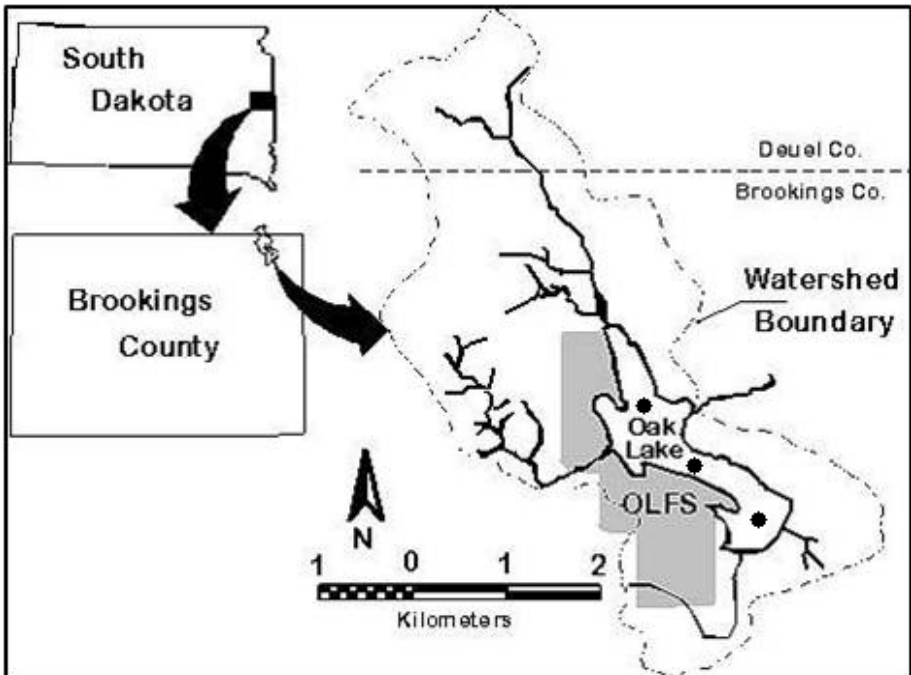 South
Dakota
Deuel Co.
Brookings Co.
Brookings
County
Watershed
Boundary
Oak
Lake
OLFS
N
1 0 1 2
Kilometers